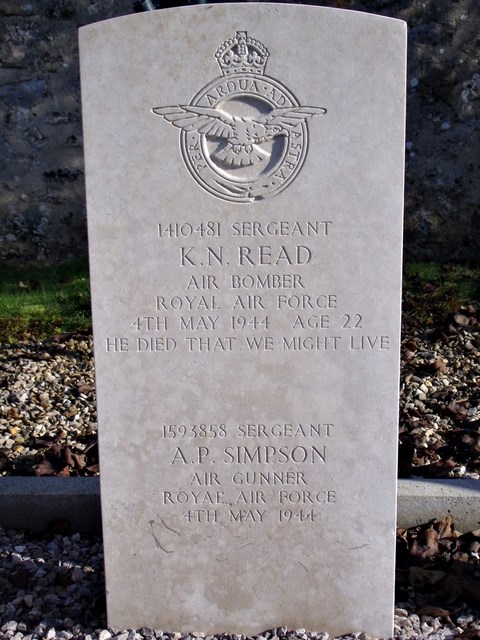 PER · ARDUA · AD · ASTRA
1410481 SERGEANT
K.N. READ
AIR BOMBER
ROYAL AIR FORCE
4TH MAY 1944 AGE 22
HE DIED THAT WE MIGHT LIVE
1593858 SERGEANT
A.P. SIMPSON
AIR GUNNER
ROYAL AIR FORCE
4TH MAY 1944